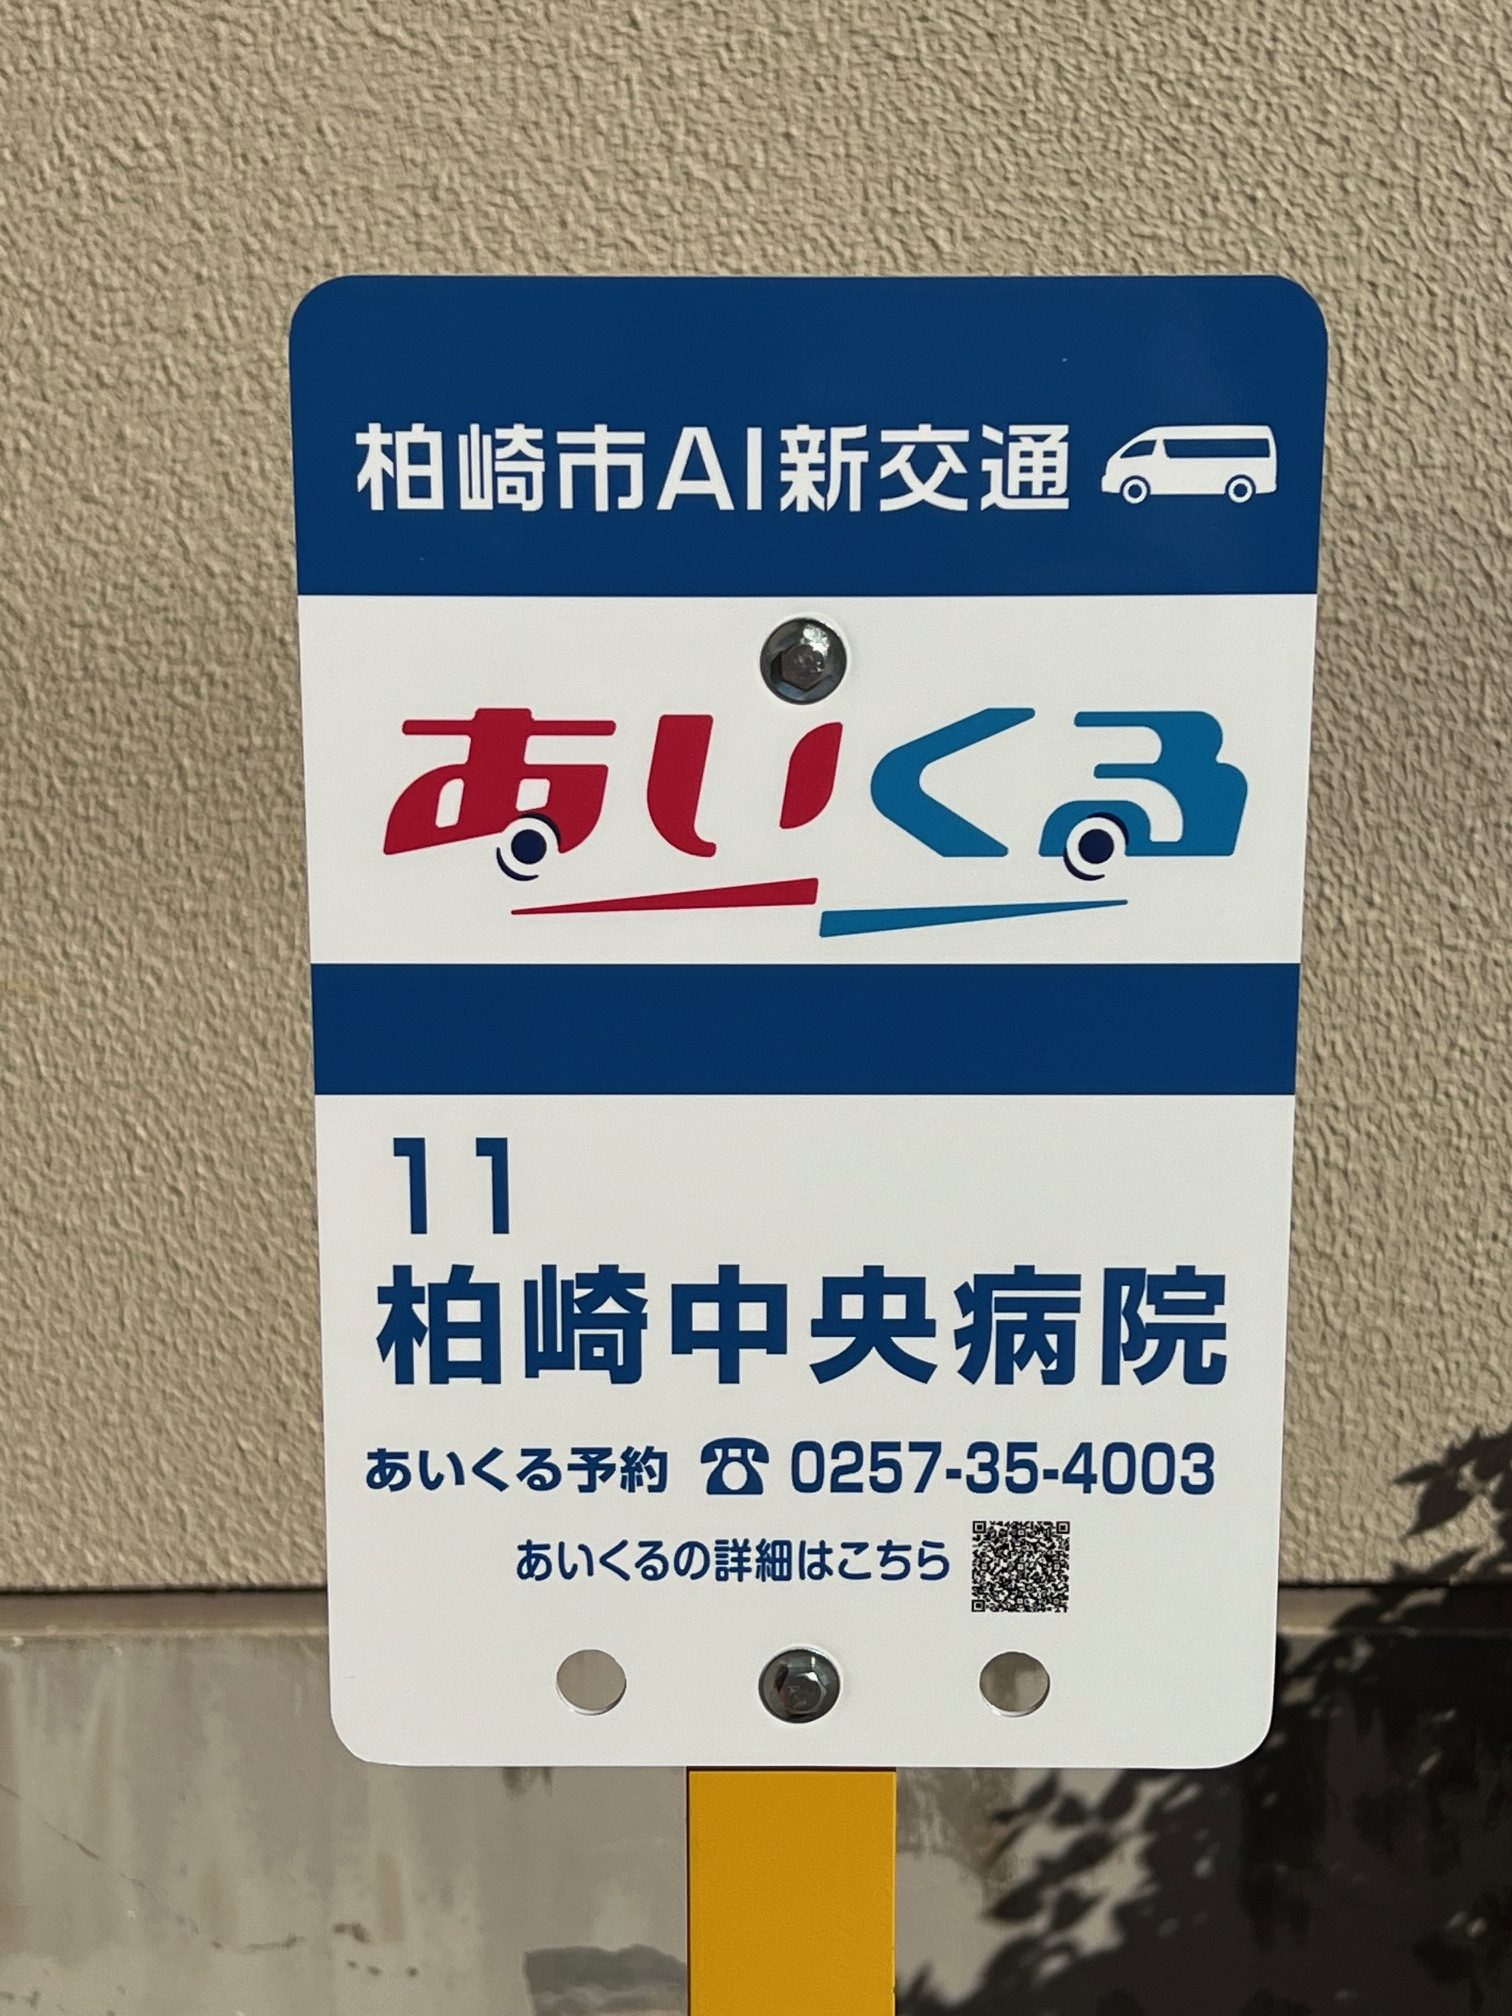 柏崎市AI新交通
あいくる
11
柏崎中央病院
あいくる予約 ☎ 0257-35-4003
あいくるの詳細はこちら